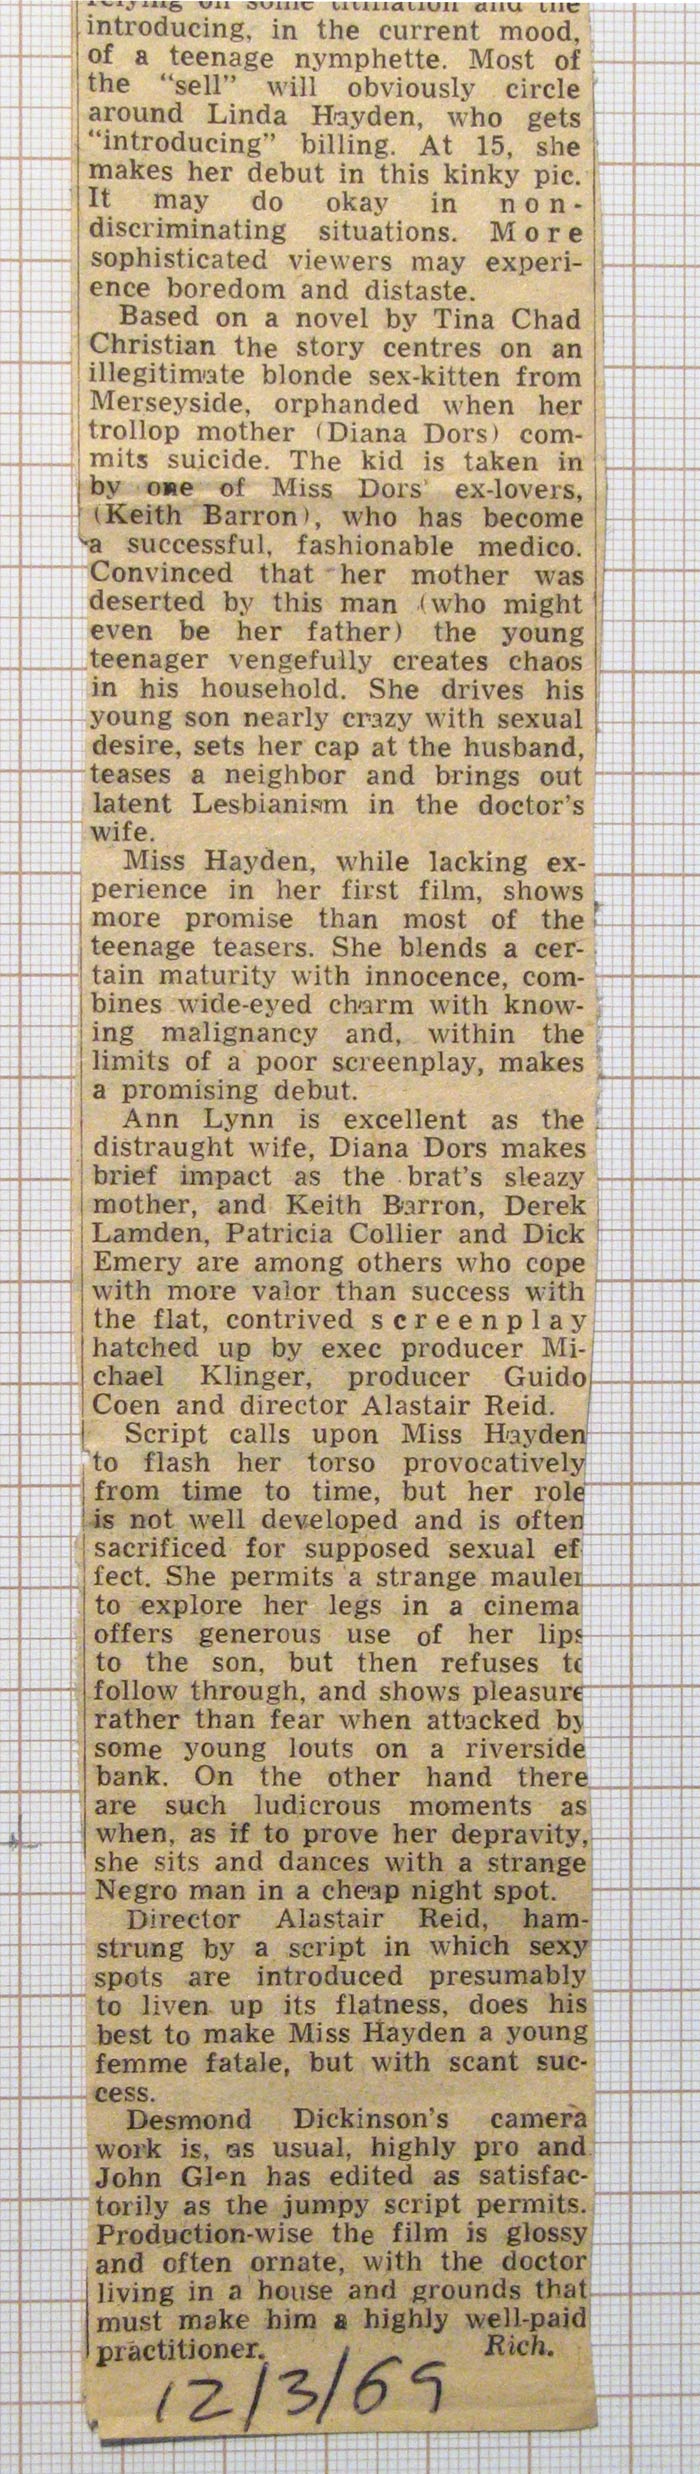 introducing, in the current mood,
of a teenage nymphette. Most of
the "sell" will obviously circle
around Linda Hayden, who gets
"introducing" billing. At 15, she
makes her debut in this kinky pic.
It may do okay in non-
discriminating situations. More
sophisticated viewers may experi-
ence boredom and distaste.
Based on a novel by Tina Chad
Christian the story centres on an
illegitimate blonde sex-kitten from
Merseyside, orphanded when her
trollop mother (Diana Dors) com-
mits suicide. The kid is taken in
by one of Miss Dors' ex-lovers,
(Keith Barron), who has become
a successful, fashionable medico.
Convinced that her mother was
deserted by this man (who might
even be her father) the young
teenager vengefully creates chaos
in his household. She drives his
young son nearly crazy with sexual
desire, sets her cap at the husband,
teases a neighbor and brings out
latent Lesbianism in the doctor's
wife.
Miss Hayden, while lacking ex-
perience in her first film, shows
more promise than most of the
teenage teasers. She blends a cer-
tain maturity with innocence, com-
bines wide-eyed charm with know-
ing malignancy and, within the
limits of a poor screenplay, makes
a promising debut.
Ann Lynn is excellent as the
distraught wife, Diana Dors makes
brief impact as the brat's sleazy
mother, and Keith Barron, Derek
Lamden, Patricia Collier and Dick
Emery are among others who cope
with more valor than success with
the flat, contrived screenplay
hatched up by exec producer Mi-
chael Klinger, producer Guido
Coen and director Alastair Reid.
Script calls upon Miss Hayden
to flash her torso provocatively
from time to time, but her role
is not well developed and is often
sacrificed for supposed sexual ef
fect. She permits a strange mauler
to explore her legs in a cinema
offers generous use of her lips
to the son, but then refuses to
follow through, and shows pleasure
rather than fear when attacked by
some young louts on a riverside
bank. On the other hand there
are such ludicrous moments as
when, as if to prove her depravity,
she sits and dances with a strange
Negro man in a cheap night spot.
Director Alastair Reid, ham-
strung by a script in which sexy
spots are introduced presumably
to liven up its flatness, does his
best to make Miss Hayden a young
femme fatale, but with scant suc-
cess.
Desmond Dickinson's camera
work is, as usual, highly pro and
John Glen has edited as satisfac-
torily as the jumpy script permits.
Production-wise the film is glossy
and often ornate, with the doctor
living in a house and grounds that
must make him a highly well-paid
practitioner. Rich.
12/3/69